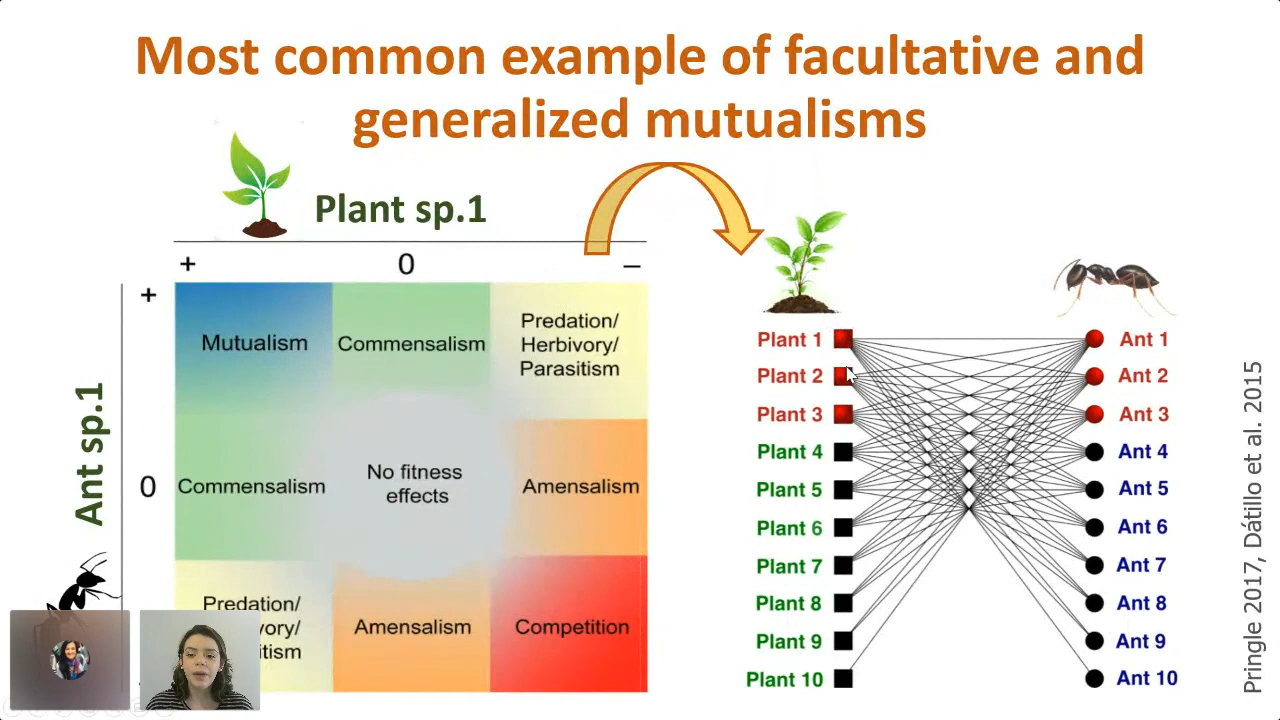 Most common example of facultative and
generalized mutualisms
Plant sp.1
+ 0 –
Ant sp.1
+
0
Mutualism
Commensalism
Predation/
Herbivory/
Parasitism
Commensalism
No fitness
effects
Amensalism
Predation/
vory/
itism
Amensalism
Competition
Plant 1
Plant 2
Plant 3
Plant 4
Plant 5
Plant 6
Plant 7
Plant 8
Plant 9
Plant 10
Ant 1
Ant 2
Ant 3
Ant 4
Ant 5
Ant 6
Ant 7
Ant 8
Ant 9
Ant 10
Pringle 2017, Dátillo et al. 2015